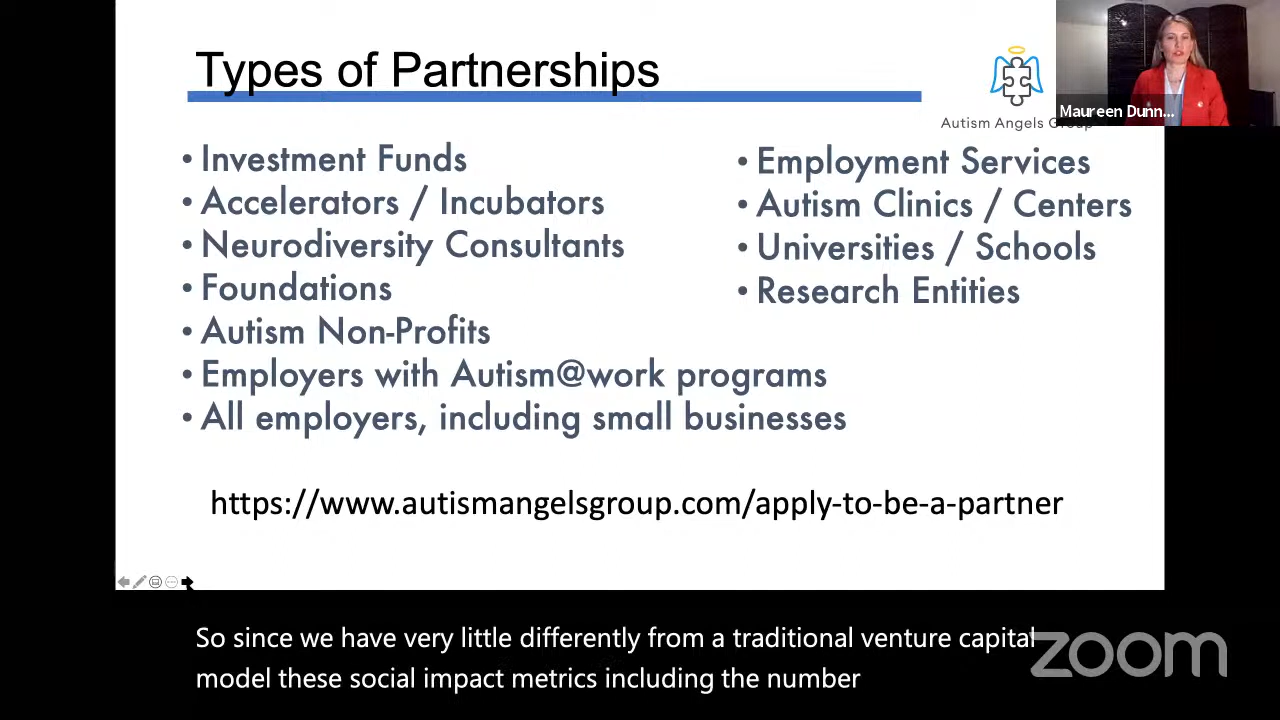 Types of Partnerships
Autism Angels Group
Maureen Dunn...
• Investment Funds
• Accelerators / Incubators
• Neurodiversity Consultants
• Foundations
• Autism Non-Profits
• Employers with Autism@work programs
• All employers, including small businesses
• Employment Services
• Autism Clinics / Centers
• Universities / Schools
• Research Entities
https://www.autismangelsgroup.com/apply-to-be-a-partner
So since we have very little differently from a traditional venture capital
model these social impact metrics including the number
zoom